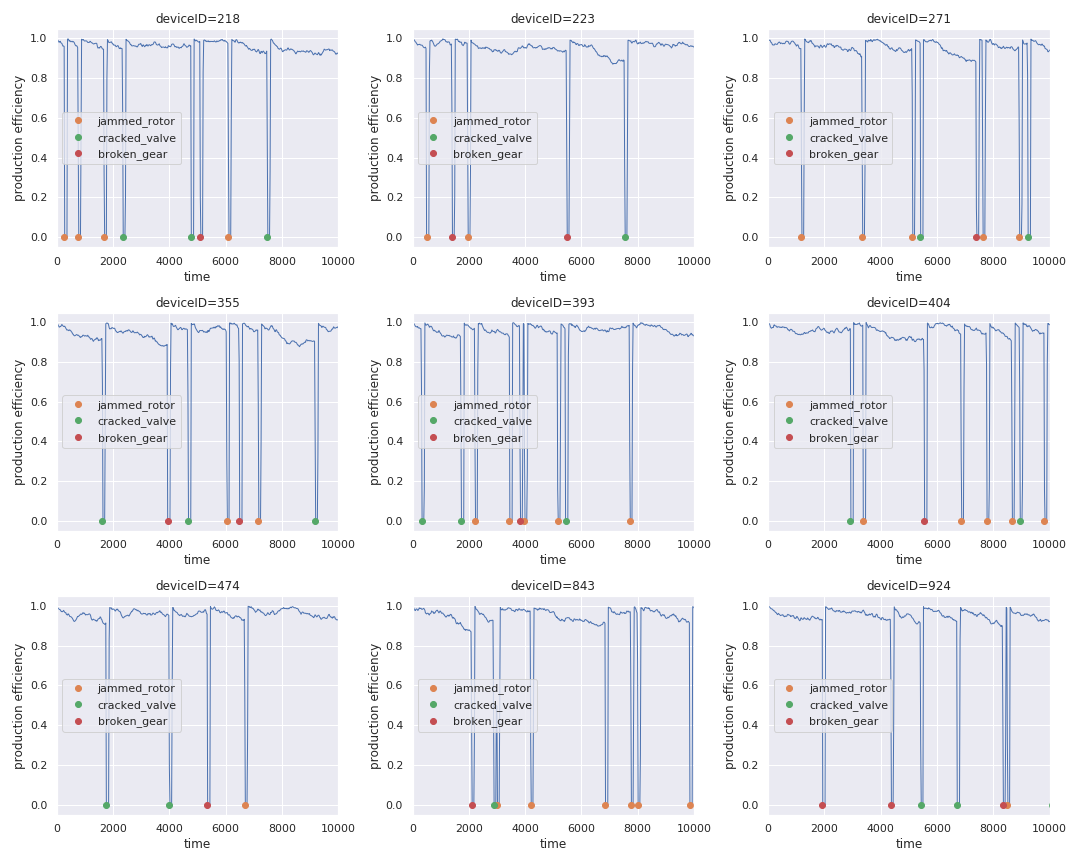 deviceID=218
production efficiency
1.0
0.8
0.6
0.4
0.2
0.0
jammed_rotor
cracked_valve
broken_gear
0 2000 4000 6000 8000 10000
time
deviceID=223
production efficiency
1.0
0.8
0.6
0.4
0.2
0.0
jammed_rotor
cracked_valve
broken_gear
0 2000 4000 6000 8000 10000
time
deviceID=271
production efficiency
1.0
0.8
0.6
0.4
0.2
0.0
jammed_rotor
cracked_valve
broken_gear
0 2000 4000 6000 8000 10000
time
deviceID=355
production efficiency
1.0
0.8
0.6
0.4
0.2
0.0
jammed_rotor
cracked_valve
broken_gear
0 2000 4000 6000 8000 10000
time
deviceID=393
production efficiency
1.0
0.8
0.6
0.4
0.2
0.0
jammed_rotor
cracked_valve
broken_gear
0 2000 4000 6000 8000 10000
time
deviceID=404
production efficiency
1.0
0.8
0.6
0.4
0.2
0.0
jammed_rotor
cracked_valve
broken_gear
0 2000 4000 6000 8000 10000
time
deviceID=474
production efficiency
1.0
0.8
0.6
0.4
0.2
0.0
jammed_rotor
cracked_valve
broken_gear
0 2000 4000 6000 8000 10000
time
deviceID=843
production efficiency
1.0
0.8
0.6
0.4
0.2
0.0
jammed_rotor
cracked_valve
broken_gear
0 2000 4000 6000 8000 10000
time
deviceID=924
production efficiency
1.0
0.8
0.6
0.4
0.2
0.0
jammed_rotor
cracked_valve
broken_gear
0 2000 4000 6000 8000 10000
time